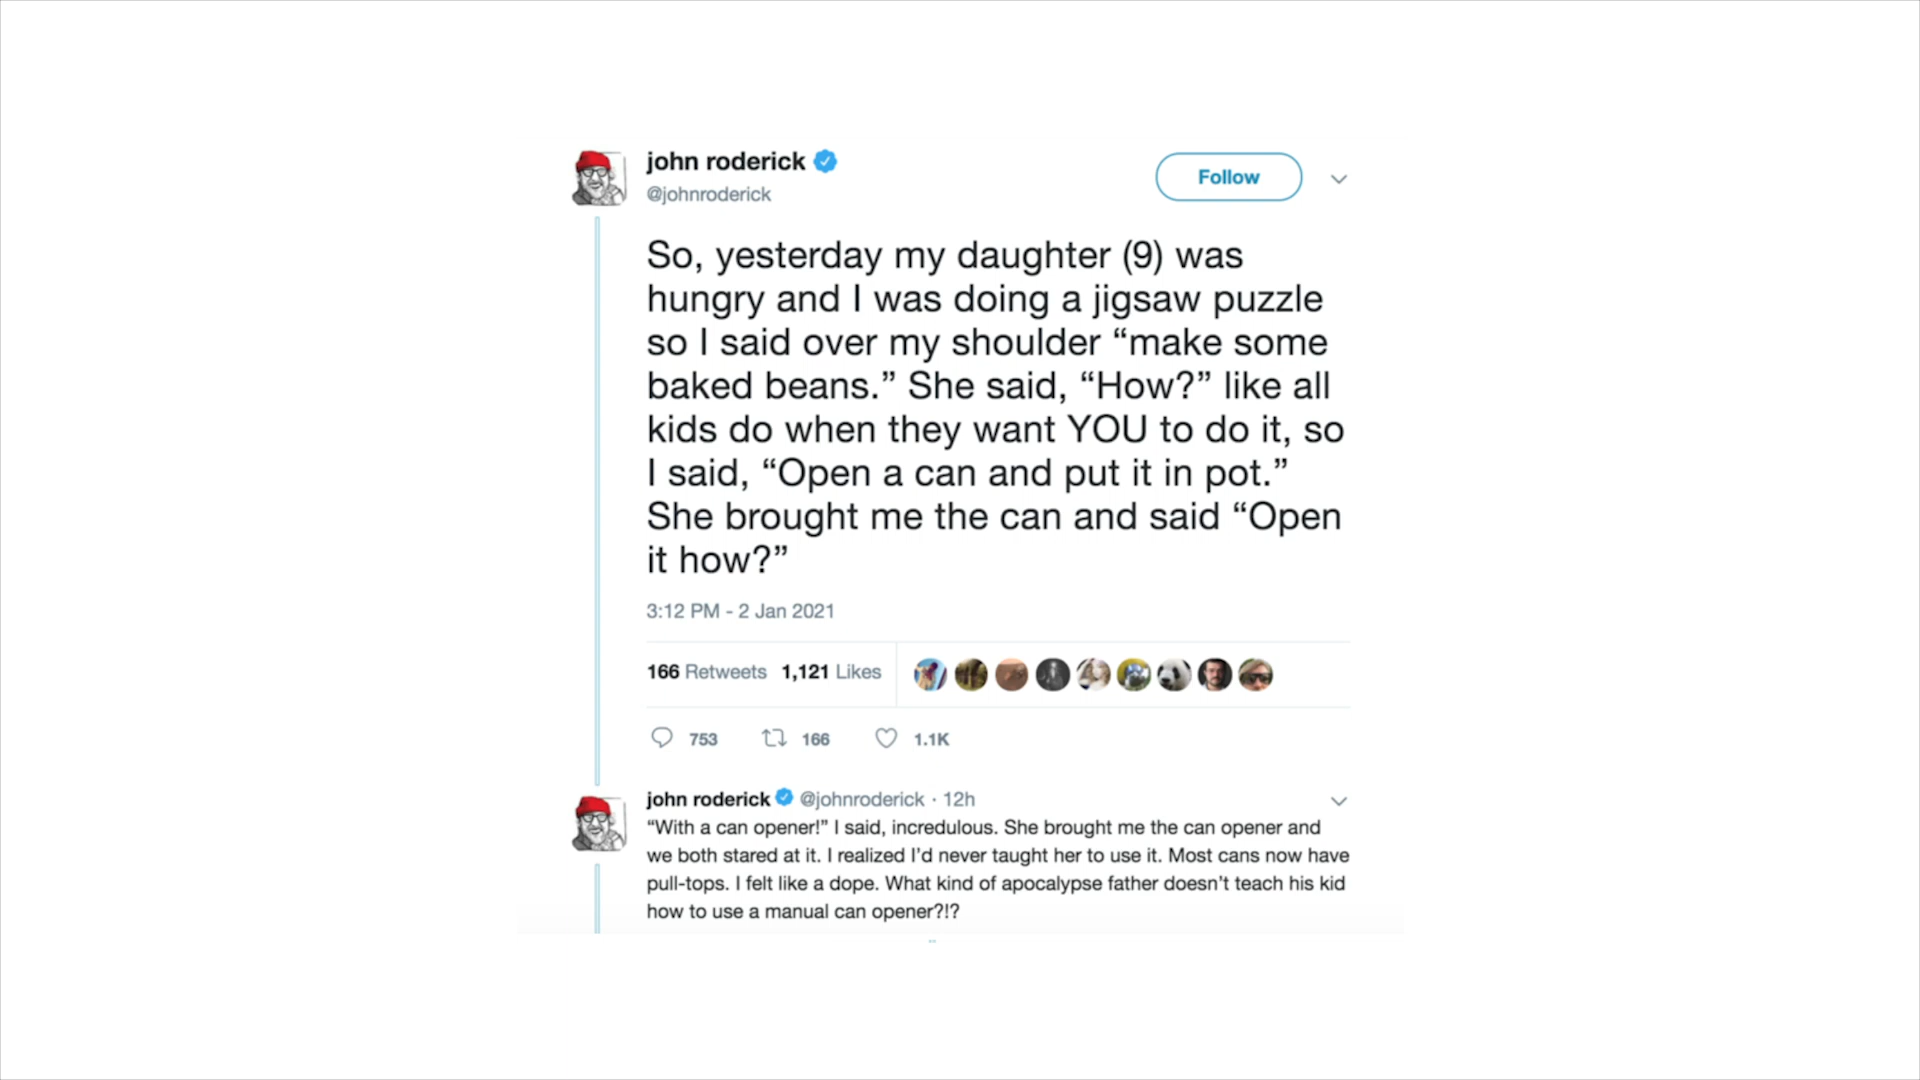 john roderick
@johnroderick
Follow
So, yesterday my daughter (9) was
hungry and I was doing a jigsaw puzzle
so I said over my shoulder “make some
baked beans.” She said, “How?” like all
kids do when they want YOU to do it, so
I said, “Open a can and put it in pot.”
She brought me the can and said “Open
it how?”
3:12 PM - 2 Jan 2021
166 Retweets 1,121 Likes
753 166 1.1K
john roderick @johnroderick · 12h
“With a can opener!” I said, incredulous. She brought me the can opener and
we both stared at it. I realized I’d never taught her to use it. Most cans now have
pull-tops. I felt like a dope. What kind of apocalypse father doesn’t teach his kid
how to use a manual can opener?!?